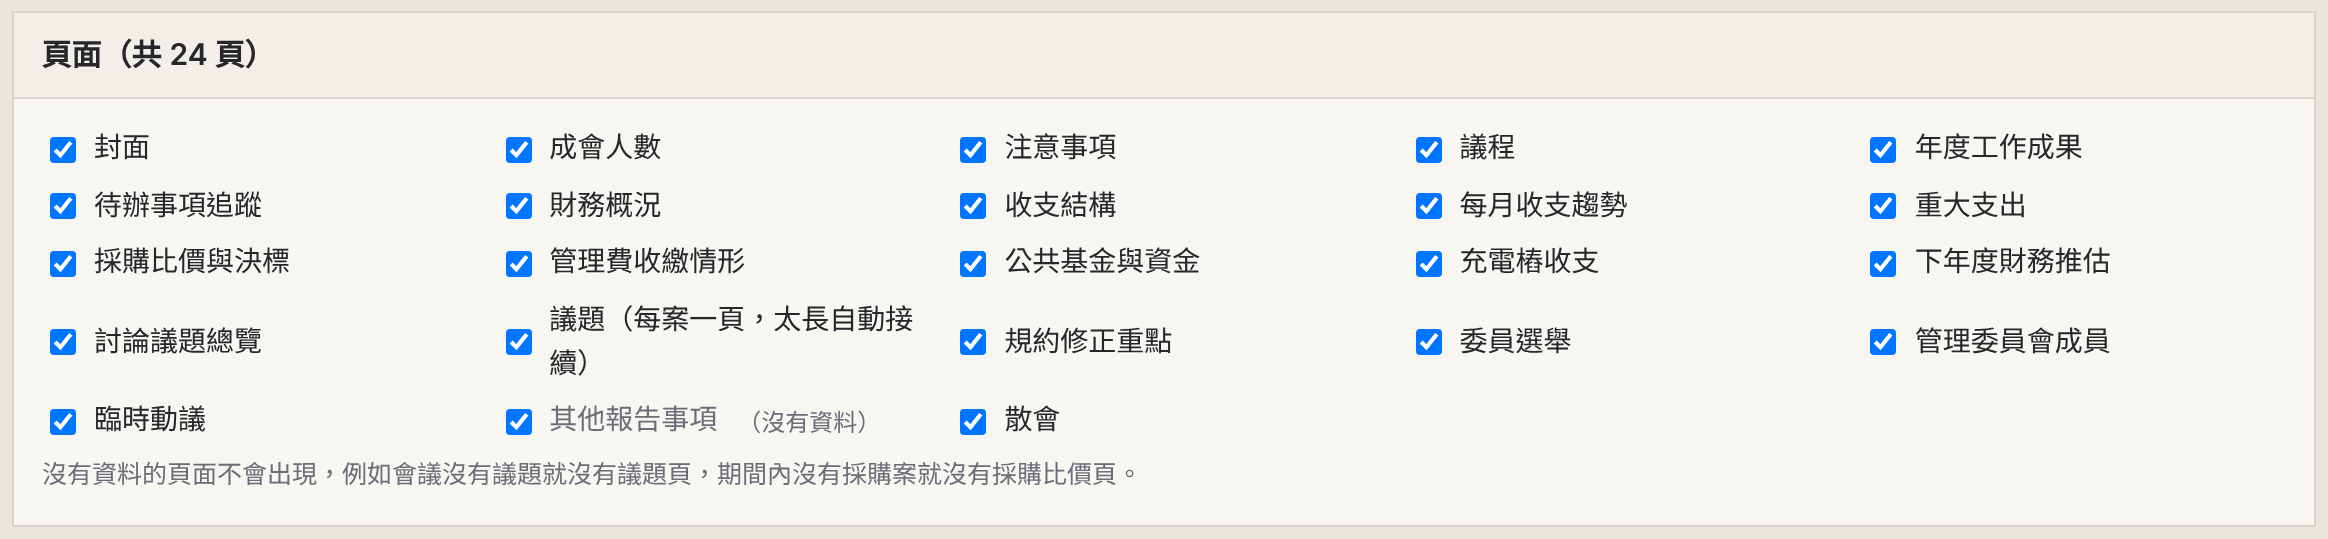 頁面（共 24 頁）
封面
成會人數
注意事項
議程
年度工作成果
待辦事項追蹤
財務概況
收支結構
每月收支趨勢
重大支出
採購比價與決標
管理費收繳情形
公共基金與資金
充電樁收支
下年度財務推估
討論議題總覽
議題（每案一頁，太長自動接
續）
規約修正重點
委員選舉
管理委員會成員
臨時動議
其他報告事項 （沒有資料）
散會
沒有資料的頁面不會出現，例如會議沒有議題就沒有議題頁，期間內沒有採購案就沒有採購比價頁。